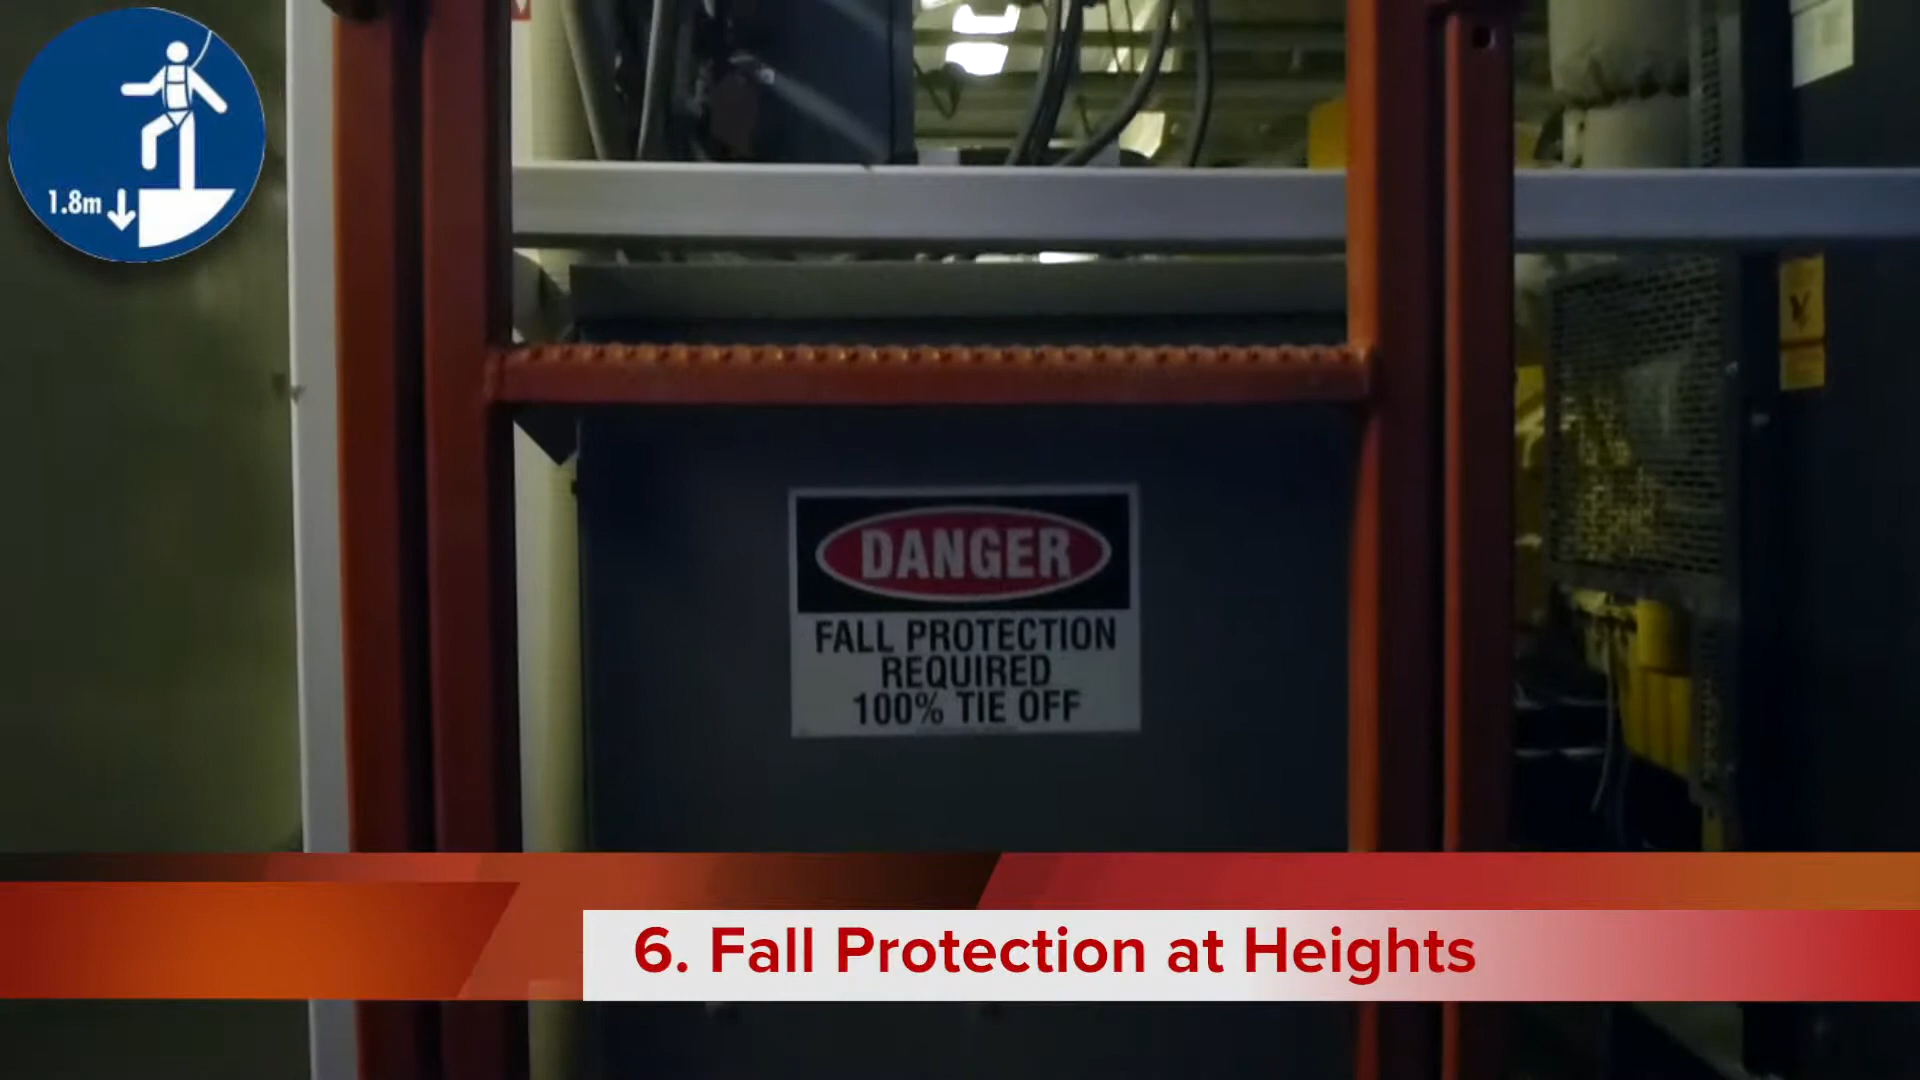 1.8m
DANGER
FALL PROTECTION
REQUIRED
100% TIE OFF
6. Fall Protection at Heights